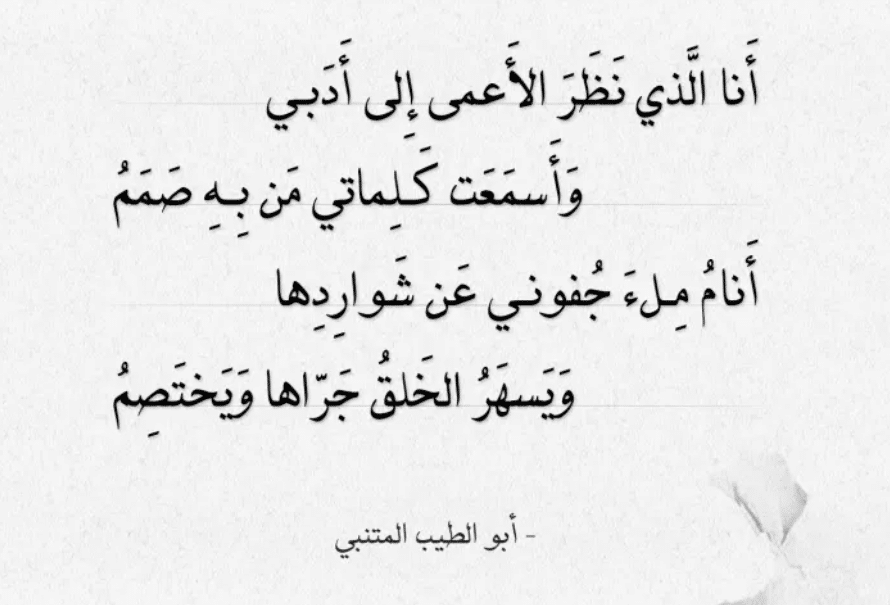 أَنا الَّذي نَظَرَ الأَعمى إِلى أَدَبي
وَأَسمَعَت كَلِماتي مَن بِهِ صَمَمُ
أَنامُ مِلءَ جُفوني عَن شَوارِدِها
وَيَسهَرُ الخَلقُ جَرّاها وَيَختَصِمُ
- أبو الطيب المتنبي